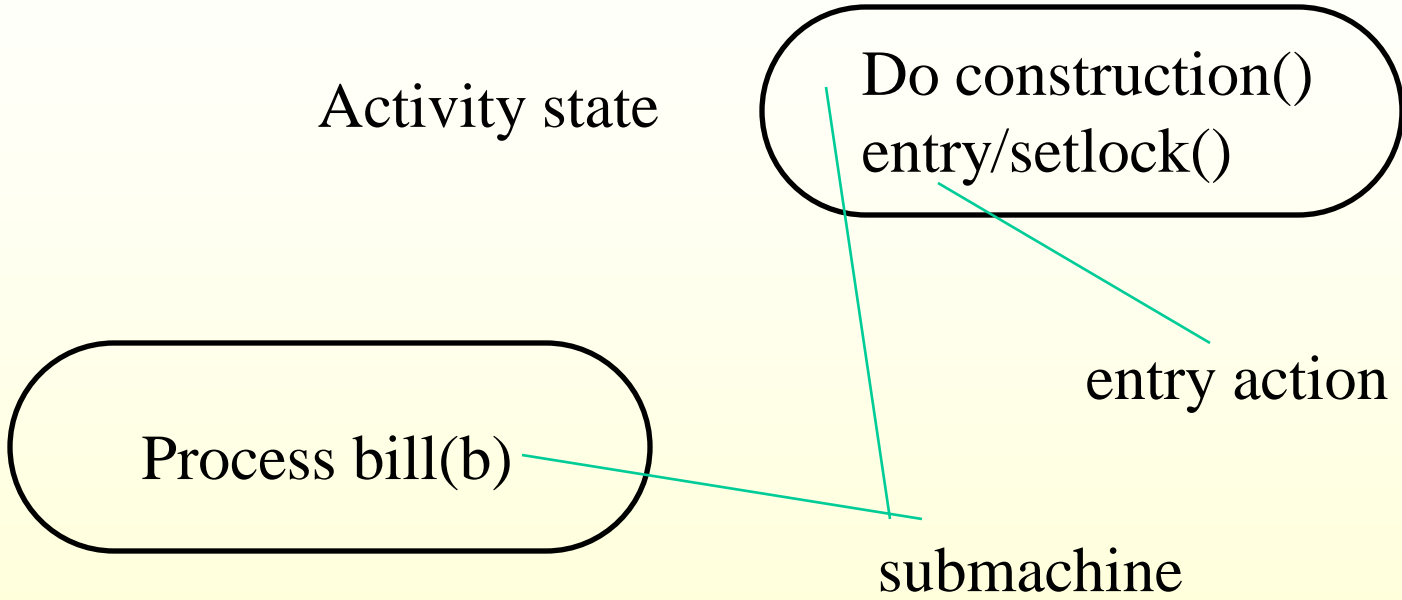 Activity state
Do construction()
entry/setlock()
entry action
Process bill(b)
submachine